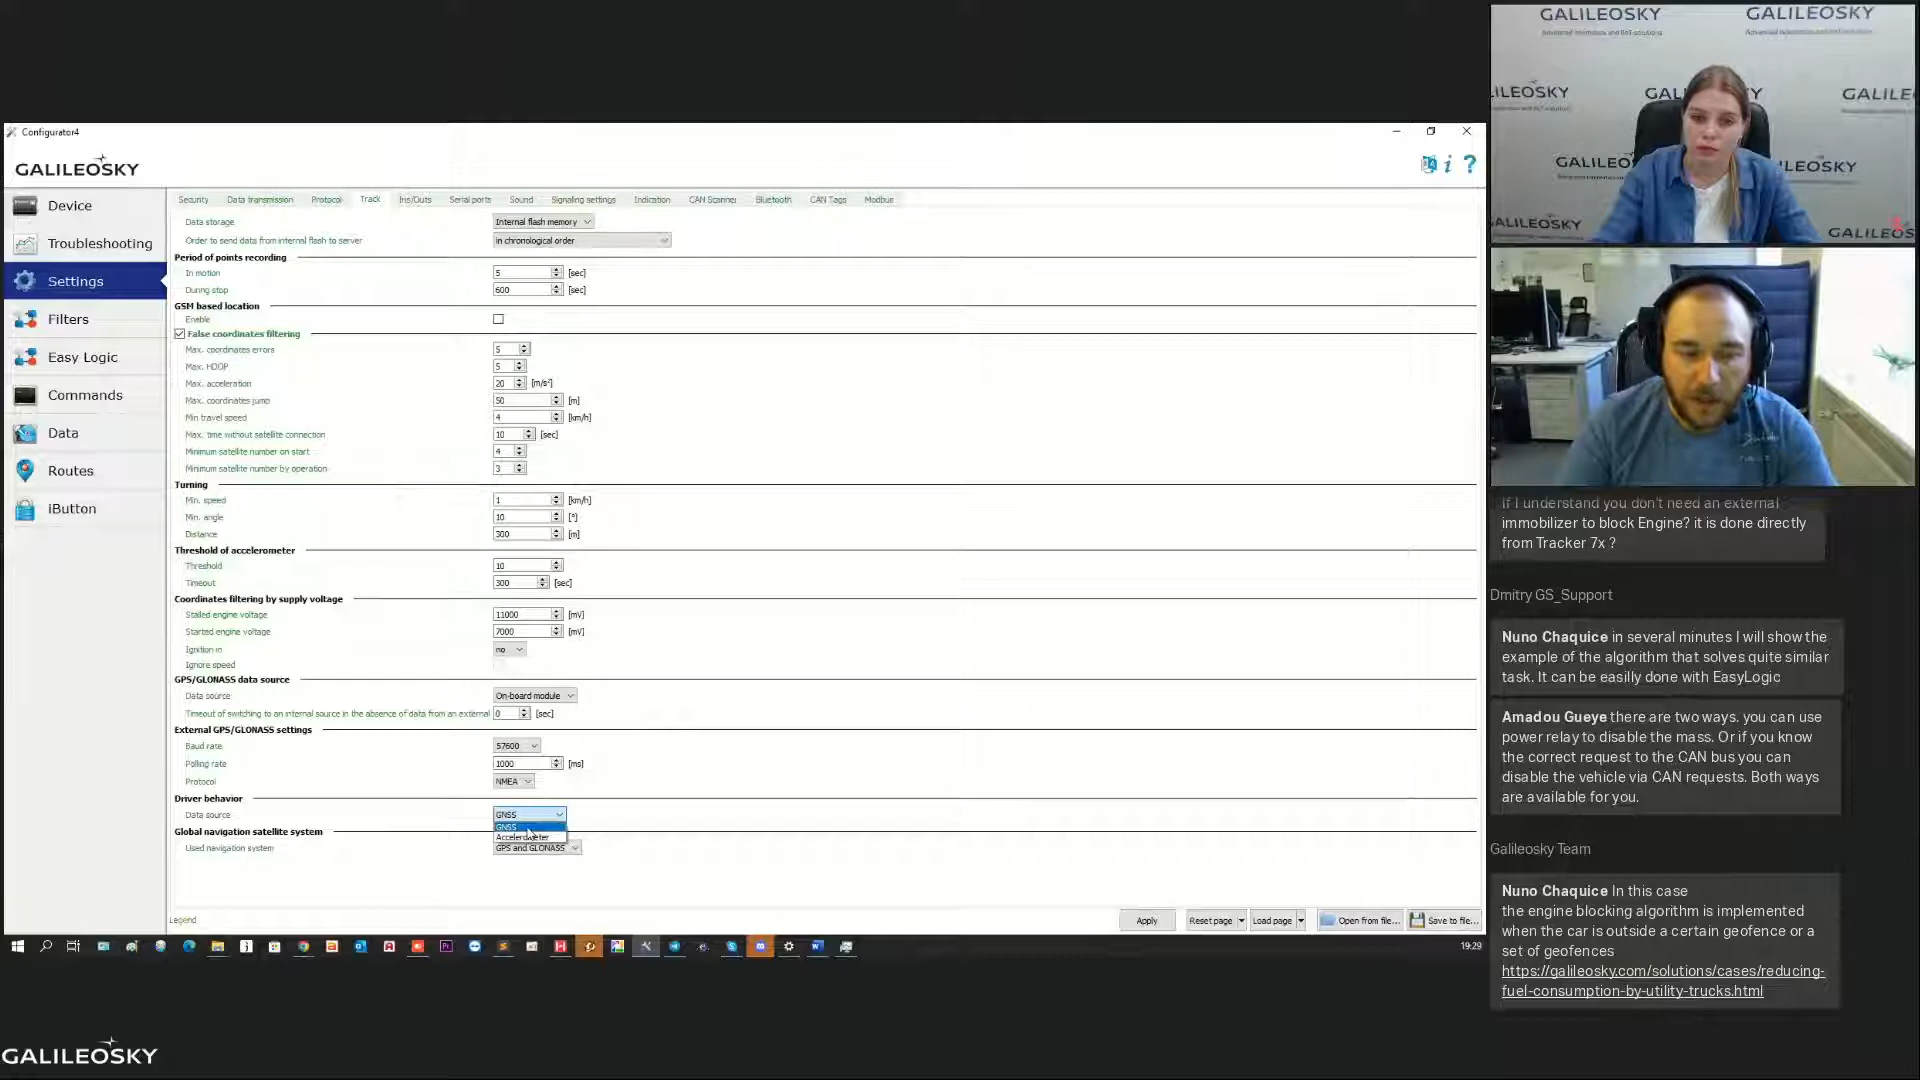 Configurator4
GALILEOSKY
Device
Troubleshooting
Settings
Filters
Easy Logic
Commands
Data
Routes
iButton
Security Data transmission Protocol Track Ins/Outs Serial ports Sound Signaling settings Indication CAN Scanner Bluetooth CAN Tags Modbus
Data storage Internal flash memory
Order to send data from internal flash to server in chronological order
Period of points recording
In motion 5 [sec]
During stop 600 [sec]
GSM based location
Enable
False coordinates filtering
Max. coordinates errors 5
Max. HDOP 5
Max. acceleration 20 [m/s²]
Max. coordinates jump 50 [m]
Min travel speed 4 [km/h]
Max. time without satellite connection 10 [sec]
Minimum satellite number on start 4
Minimum satellite number by operation 3
Turning
Min. speed 1 [km/h]
Min. angle 10 [°]
Distance 300 [m]
Threshold of accelerometer
Threshold 10
Timeout 300 [sec]
Coordinates filtering by supply voltage
Stalled engine voltage 11000 [mV]
Started engine voltage 7000 [mV]
Ignition in no
Ignore speed
GPS/GLONASS data source
Data source On-board module
Timeout of switching to an internal source in the absence of data from an external 0 [sec]
External GPS/GLONASS settings
Baud rate 57600
Polling rate 1000 [ms]
Protocol NMEA
Driver behavior
Data source GNSS
GNSS
Accelerometer
Global navigation satellite system
Used navigation system GPS and GLONASS
Legend
Apply Reset page Load page Open from file... Save to file...
19:29
GALILEOSKY
GALILEOSKY GALILEOSKY
ILEOSKY GAL Y GALILE
GALILEO LEOSKY
ILEOSKY GALILEOS
If I understand you don't need an external
immobilizer to block Engine? it is done directly
from Tracker 7x ?
Dmitry GS_Support
Nuno Chaquice in several minutes I will show the
example of the algorithm that solves quite similar
task. It can be easilly done with EasyLogic
Amadou Gueye there are two ways. you can use
power relay to disable the mass. Or if you know
the correct request to the CAN bus you can
disable the vehicle via CAN requests. Both ways
are available for you.
Galileosky Team
Nuno Chaquice In this case
the engine blocking algorithm is implemented
when the car is outside a certain geofence or a
set of geofences
https://galileosky.com/solutions/cases/reducing-
fuel-consumption-by-utility-trucks.html